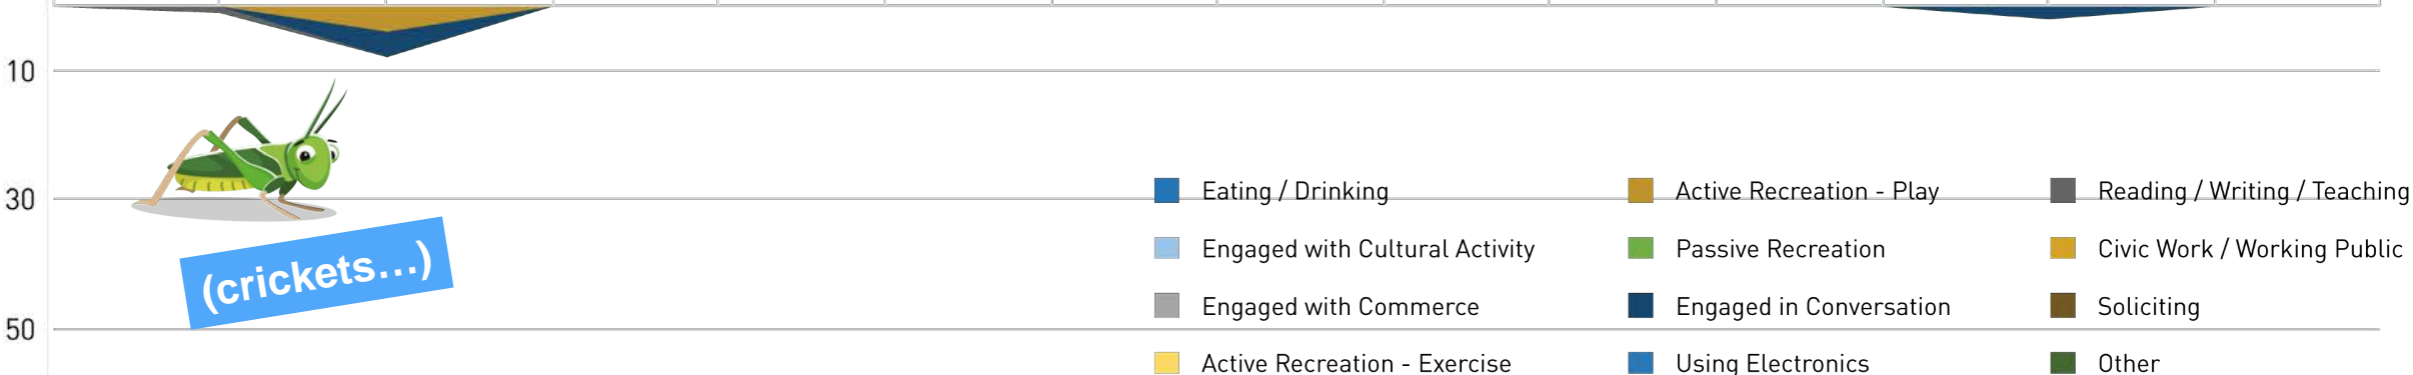 10
30
50
(crickets...)
Eating / Drinking
Engaged with Cultural Activity
Engaged with Commerce
Active Recreation - Exercise
Active Recreation - Play
Passive Recreation
Engaged in Conversation
Using Electronics
Reading / Writing / Teaching
Civic Work / Working Public
Soliciting
Other